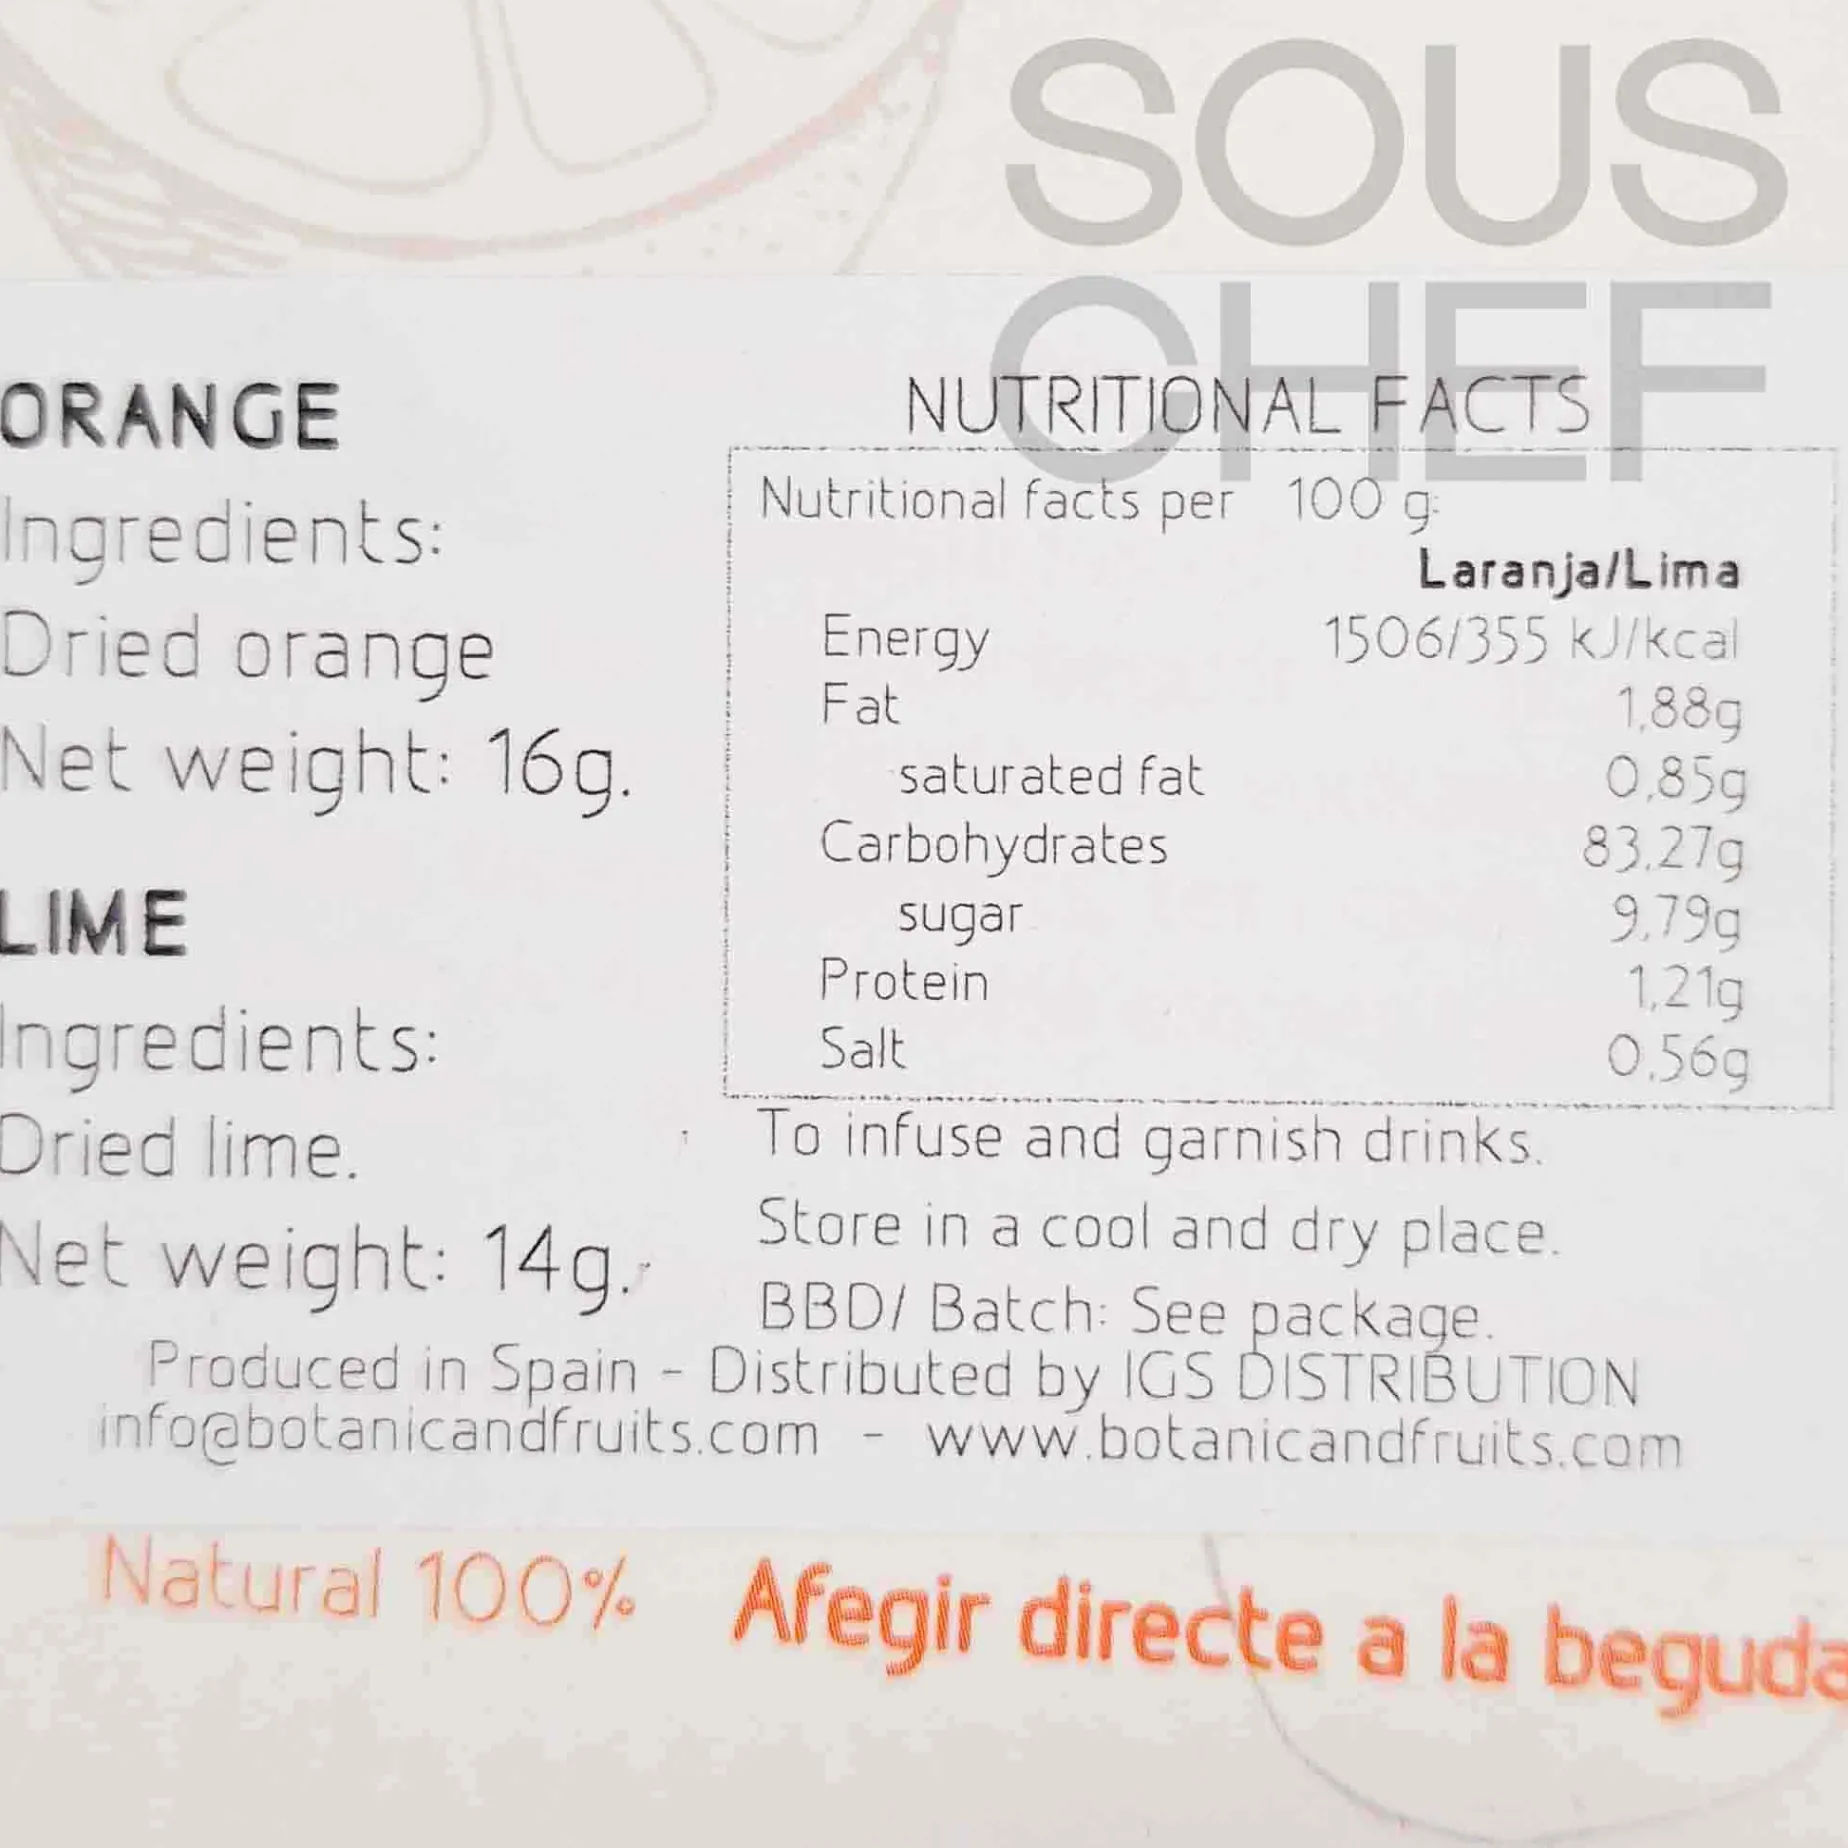 SOUS
CHEF
ORANGE
Ingredients:
Dried orange
Net weight: 16g.
LIME
Ingredients:
Dried lime.
Net weight: 14g.
NUTRITIONAL FACTS
Nutritional facts per 100 g:
Laranja/Lima
Energy 1506/355 kJ/kcal
Fat 1,88g
saturated fat 0,85g
Carbohydrates 83,27g
sugar 9,79g
Protein 1,21g
Salt 0,56g
To infuse and garnish drinks.
Store in a cool and dry place.
BBD/ Batch: See package.
Produced in Spain - Distributed by IGS DISTRIBUTION
info@botanicandfruits.com - www.botanicandfruits.com
Natural 100% Afegir directe a la beguda